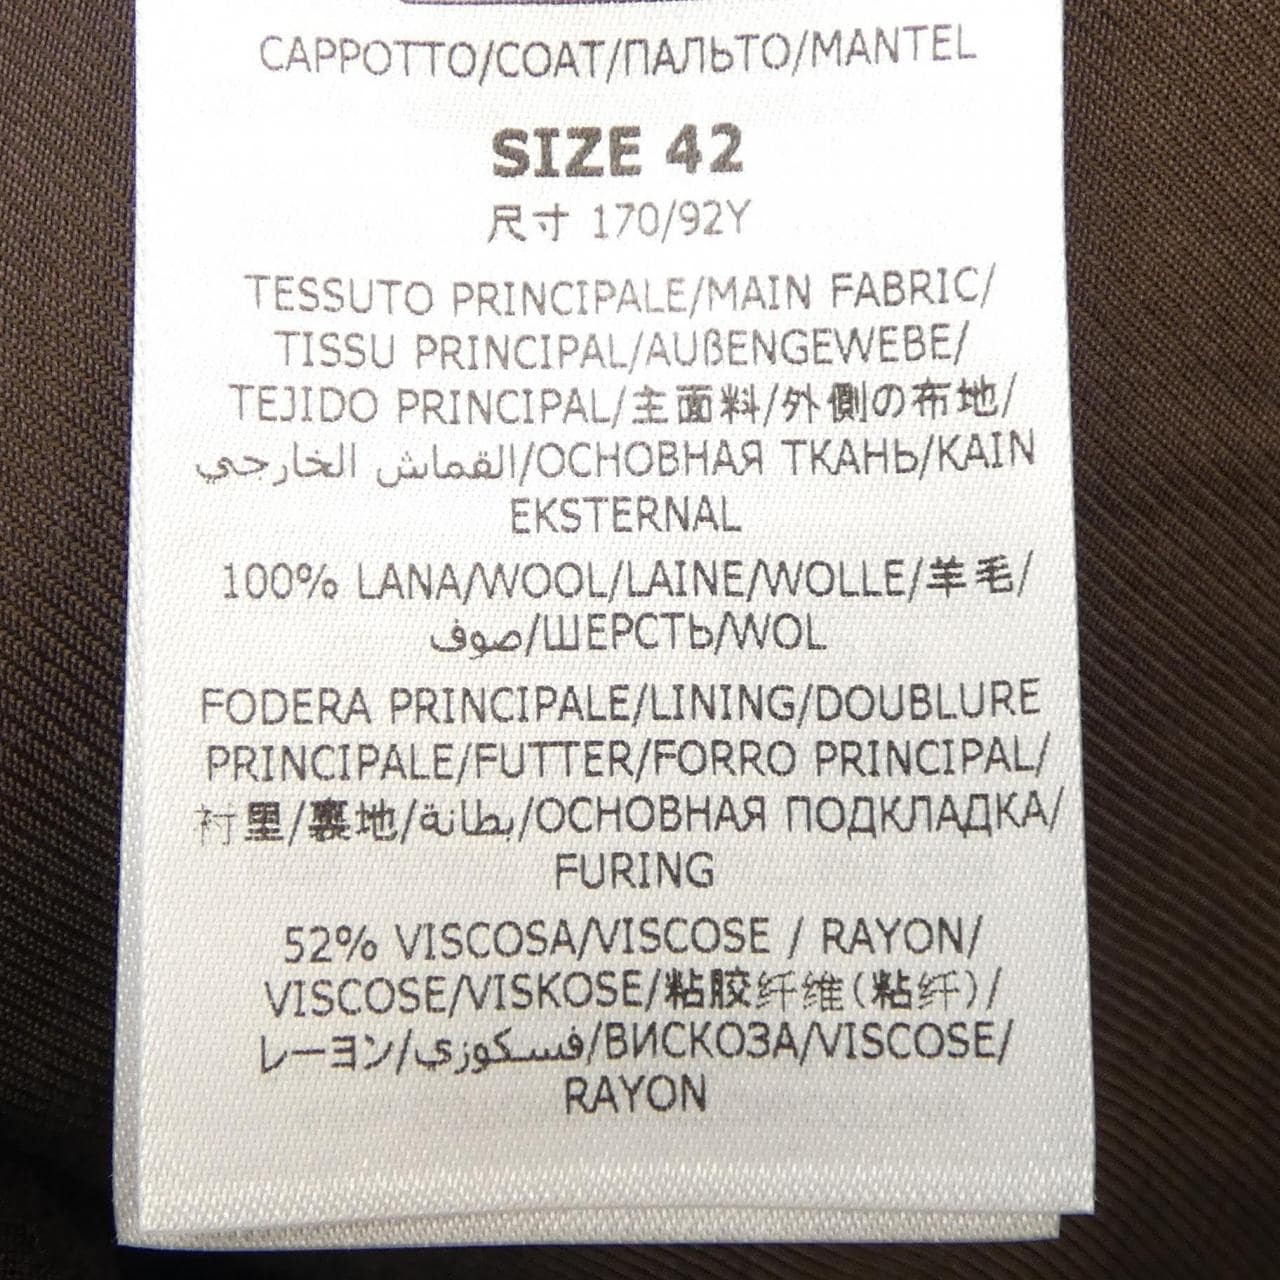 CAPPOTTO/COAT/ПАЛЬТО/MANTEL
SIZE 42
尺寸 170/92Y
TESSUTO PRINCIPALE/MAIN FABRIC/
TISSU PRINCIPAL/AUßENGEWEBE/
TEJIDO PRINCIPAL/主面料/外側の布地/
القماش الخارجي/ОСНОВНАЯ ТКАНЬ/KAIN
EKSTERNAL
100% LANA/WOOL/LAINE/WOLLE/羊毛/
صوف/ШЕРСТЬ/WOL
FODERA PRINCIPALE/LINING/DOUBLURE
PRINCIPALE/FUTTER/FORRO PRINCIPAL/
衬里/裏地/بطانة/ОСНОВНАЯ ПОДКЛАДКА/
FURING
52% VISCOSA/VISCOSE / RAYON/
VISCOSE/VISKOSE/粘胶纤维(粘纤)/
レーヨン/فسكوزي/ВИСКОЗА/VISCOSE/
RAYON